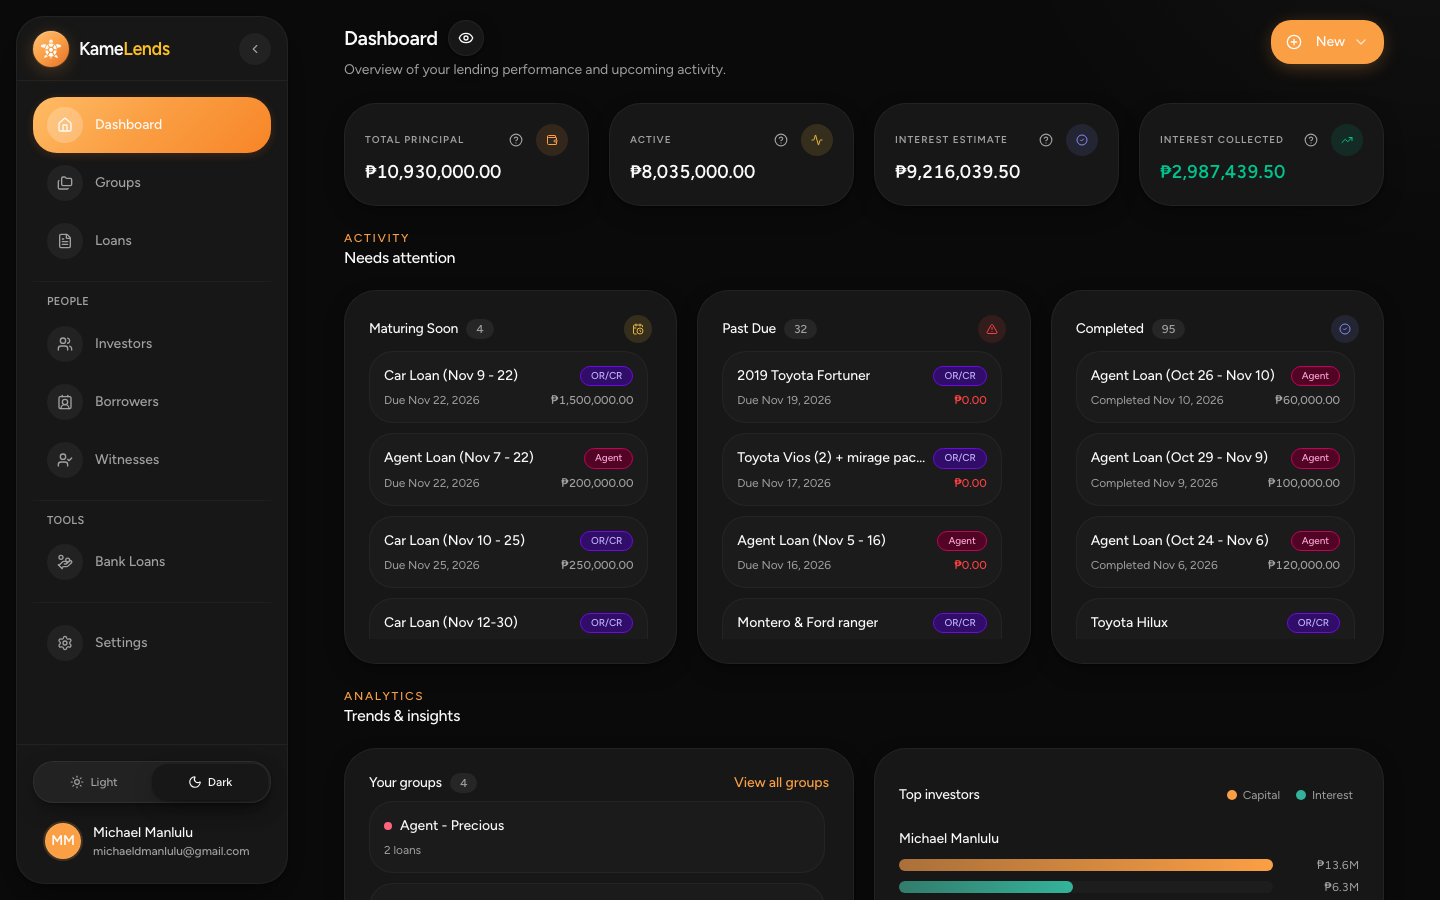 KameLends
Dashboard
Groups
Loans
PEOPLE
Investors
Borrowers
Witnesses
TOOLS
Bank Loans
Settings
Light
Dark
MM
Michael Manlulu
michaeldmanlulu@gmail.com
Dashboard
New
Overview of your lending performance and upcoming activity.
TOTAL PRINCIPAL
₱10,930,000.00
ACTIVE
₱8,035,000.00
INTEREST ESTIMATE
₱9,216,039.50
INTEREST COLLECTED
₱2,987,439.50
ACTIVITY
Needs attention
Maturing Soon 4
Car Loan (Nov 9 - 22) OR/CR
Due Nov 22, 2026 ₱1,500,000.00
Agent Loan (Nov 7 - 22) Agent
Due Nov 22, 2026 ₱200,000.00
Car Loan (Nov 10 - 25) OR/CR
Due Nov 25, 2026 ₱250,000.00
Car Loan (Nov 12-30) OR/CR
Past Due 32
2019 Toyota Fortuner OR/CR
Due Nov 19, 2026 ₱0.00
Toyota Vios (2) + mirage pac... OR/CR
Due Nov 17, 2026 ₱0.00
Agent Loan (Nov 5 - 16) Agent
Due Nov 16, 2026 ₱0.00
Montero & Ford ranger OR/CR
Completed 95
Agent Loan (Oct 26 - Nov 10) Agent
Completed Nov 10, 2026 ₱60,000.00
Agent Loan (Oct 29 - Nov 9) Agent
Completed Nov 9, 2026 ₱100,000.00
Agent Loan (Oct 24 - Nov 6) Agent
Completed Nov 6, 2026 ₱120,000.00
Toyota Hilux OR/CR
ANALYTICS
Trends & insights
Your groups 4 View all groups
Agent - Precious
2 loans
Top investors Capital Interest
Michael Manlulu
₱13.6M
₱6.3M